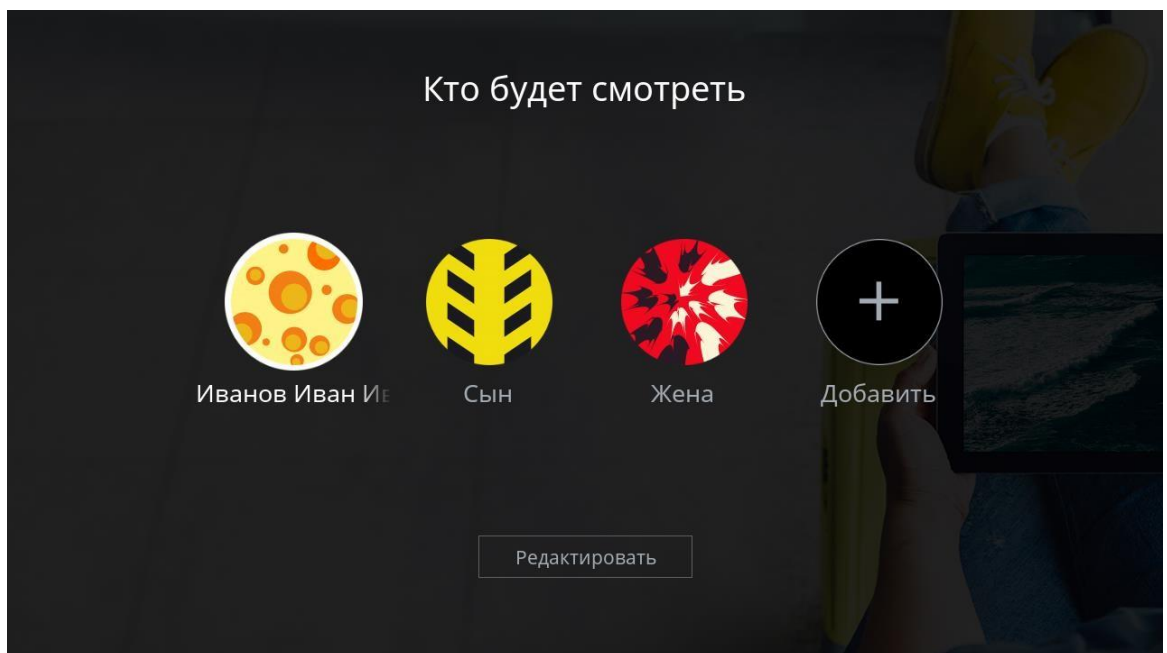 Кто будет смотреть
Иванов Иван
Сын
Жена
Добавить
Редактировать